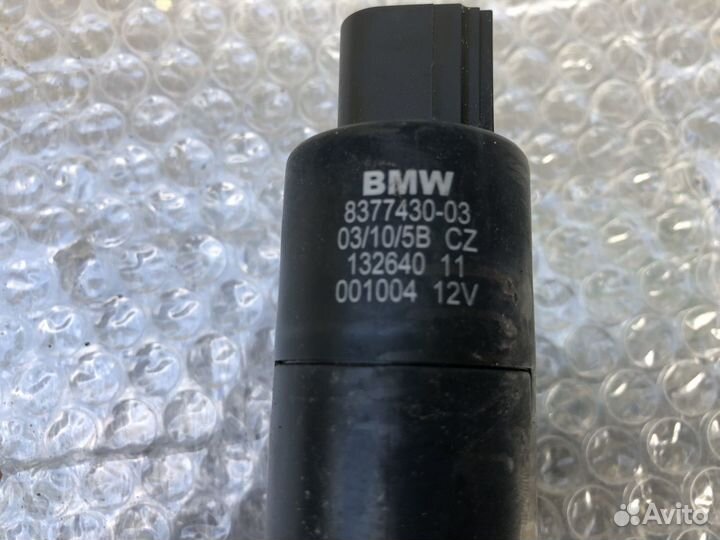 BMW
8377430-03
03/10/5B CZ
132640 11
001004 12V
Avito